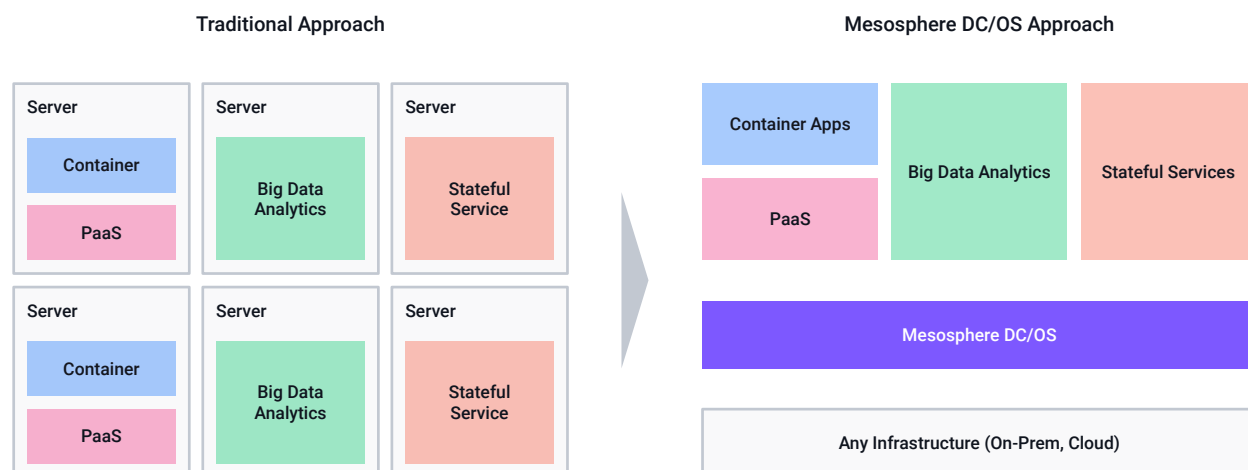 Traditional Approach
Mesosphere DC/OS Approach
Server
Container
PaaS
Server
Big Data
Analytics
Server
Stateful
Service
Server
Container
PaaS
Server
Big Data
Analytics
Server
Stateful
Service
Container Apps
PaaS
Big Data Analytics
Stateful Services
Mesosphere DC/OS
Any Infrastructure (On-Prem, Cloud)